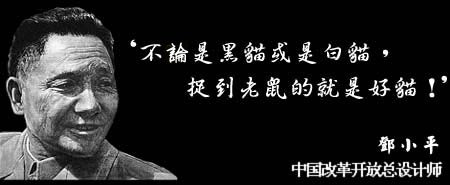 ‘不論是黑貓或是白貓，
捉到老鼠的就是好貓！’
鄧小平
中国改革开放总设计师